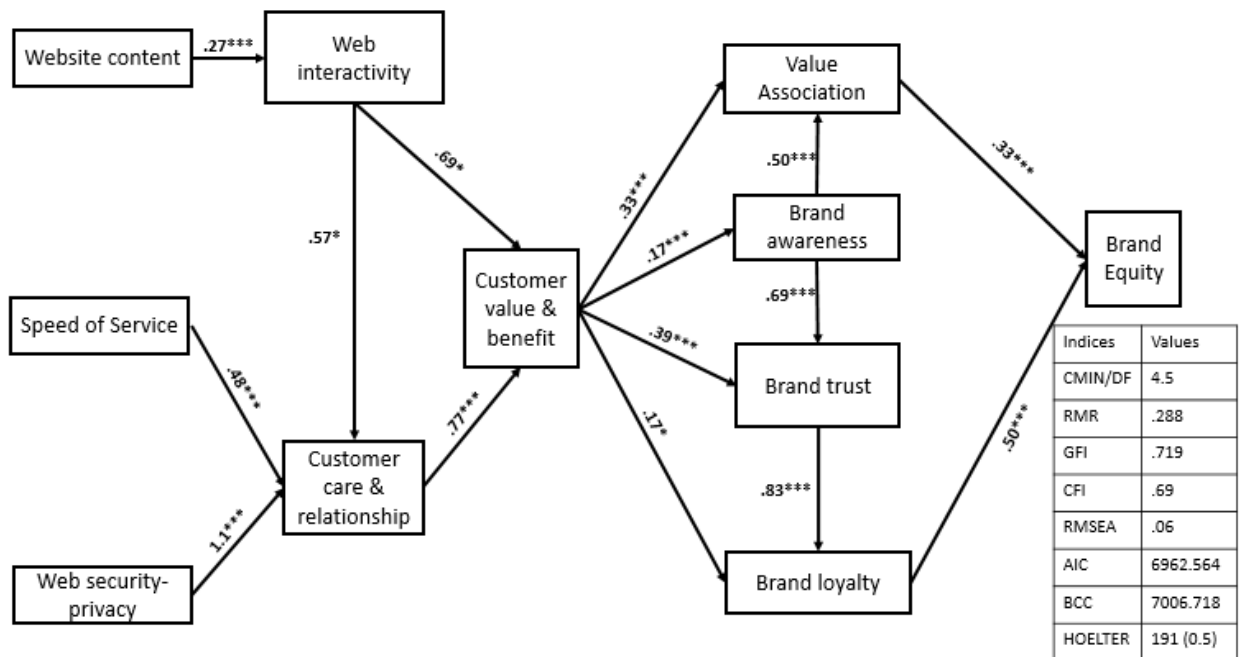 Website content
.27***
Web
interactivity
.69*
.57*
Speed of Service
.48***
Web security-
privacy
1.1***
Customer
care &
relationship
.77***
Customer
value &
benefit
.33***
.17***
.39***
.17*
Value
Association
.50***
Brand
awareness
.69***
Brand trust
.83***
Brand loyalty
.33***
.50***
Brand
Equity
Indices Values
CMIN/DF 4.5
RMR .288
GFI .719
CFI .69
RMSEA .06
AIC 6962.564
BCC 7006.718
HOELTER 191 (0.5)